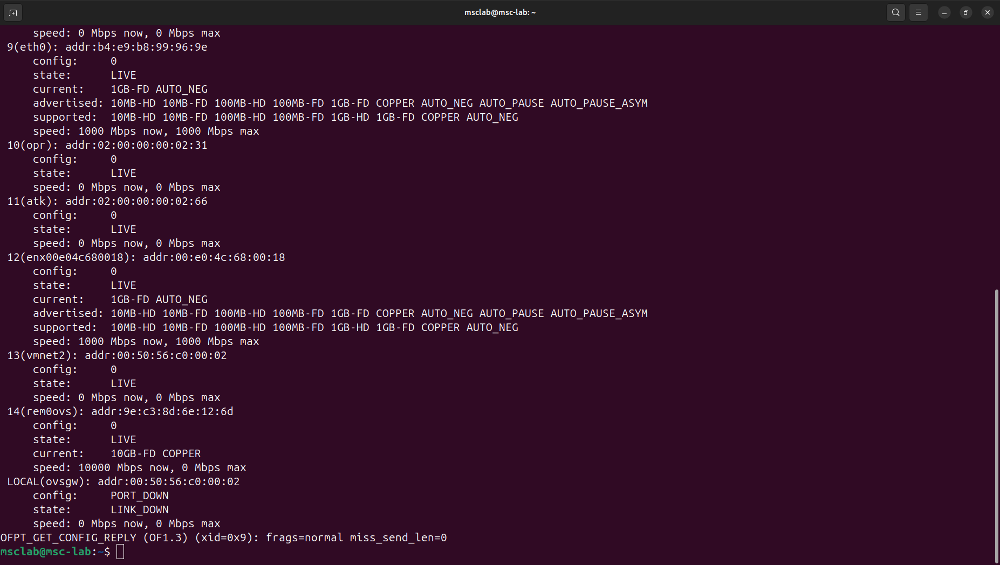 msclab@msc-lab: ~
speed: 0 Mbps now, 0 Mbps max
9(eth0): addr:b4:e9:b8:99:96:9e
config: 0
state: LIVE
current: 1GB-FD AUTO_NEG
advertised: 10MB-HD 10MB-FD 100MB-HD 100MB-FD 1GB-FD COPPER AUTO_NEG AUTO_PAUSE AUTO_PAUSE_ASYM
supported: 10MB-HD 10MB-FD 100MB-HD 100MB-FD 1GB-HD 1GB-FD COPPER AUTO_NEG
speed: 1000 Mbps now, 1000 Mbps max
10(opr): addr:02:00:00:00:02:31
config: 0
state: LIVE
speed: 0 Mbps now, 0 Mbps max
11(atk): addr:02:00:00:00:02:66
config: 0
state: LIVE
speed: 0 Mbps now, 0 Mbps max
12(enx00e04c680018): addr:00:e0:4c:68:00:18
config: 0
state: LIVE
current: 1GB-FD AUTO_NEG
advertised: 10MB-HD 10MB-FD 100MB-HD 100MB-FD 1GB-FD COPPER AUTO_NEG AUTO_PAUSE AUTO_PAUSE_ASYM
supported: 10MB-HD 10MB-FD 100MB-HD 100MB-FD 1GB-HD 1GB-FD COPPER AUTO_NEG
speed: 1000 Mbps now, 1000 Mbps max
13(vmnet2): addr:00:50:56:c0:00:02
config: 0
state: LIVE
speed: 0 Mbps now, 0 Mbps max
14(rem0ovs): addr:9e:c3:8d:6e:12:6d
config: 0
state: LIVE
current: 10GB-FD COPPER
speed: 10000 Mbps now, 0 Mbps max
LOCAL(ovsgw): addr:00:50:56:c0:00:02
config: PORT_DOWN
state: LINK_DOWN
speed: 0 Mbps now, 0 Mbps max
OFPT_GET_CONFIG_REPLY (OF1.3) (xid=0x9): frags=normal miss_send_len=0
msclab@msc-lab:~$